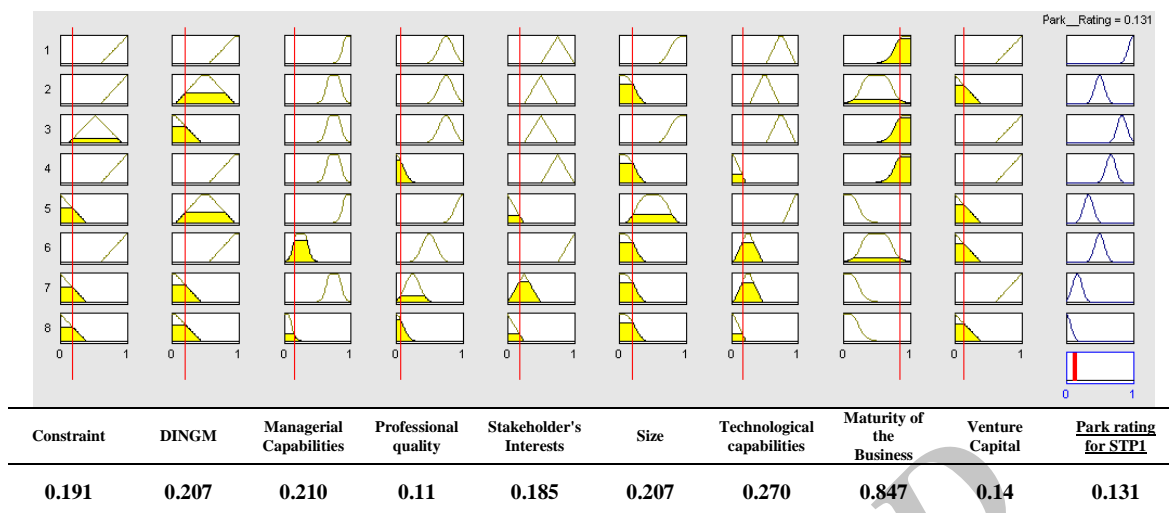 Park__Rating = 0.131
1
2
3
4
5
6
7
8
0 1 0 1 0 1 0 1 0 1 0 1 0 1 0 1 0 1
0 1
Constraint DINGM Managerial Capabilities Professional quality Stakeholder's Interests Size Technological capabilities Maturity of the Business Venture Capital Park rating for STP1
0.191 0.207 0.210 0.11 0.185 0.207 0.270 0.847 0.14 0.131